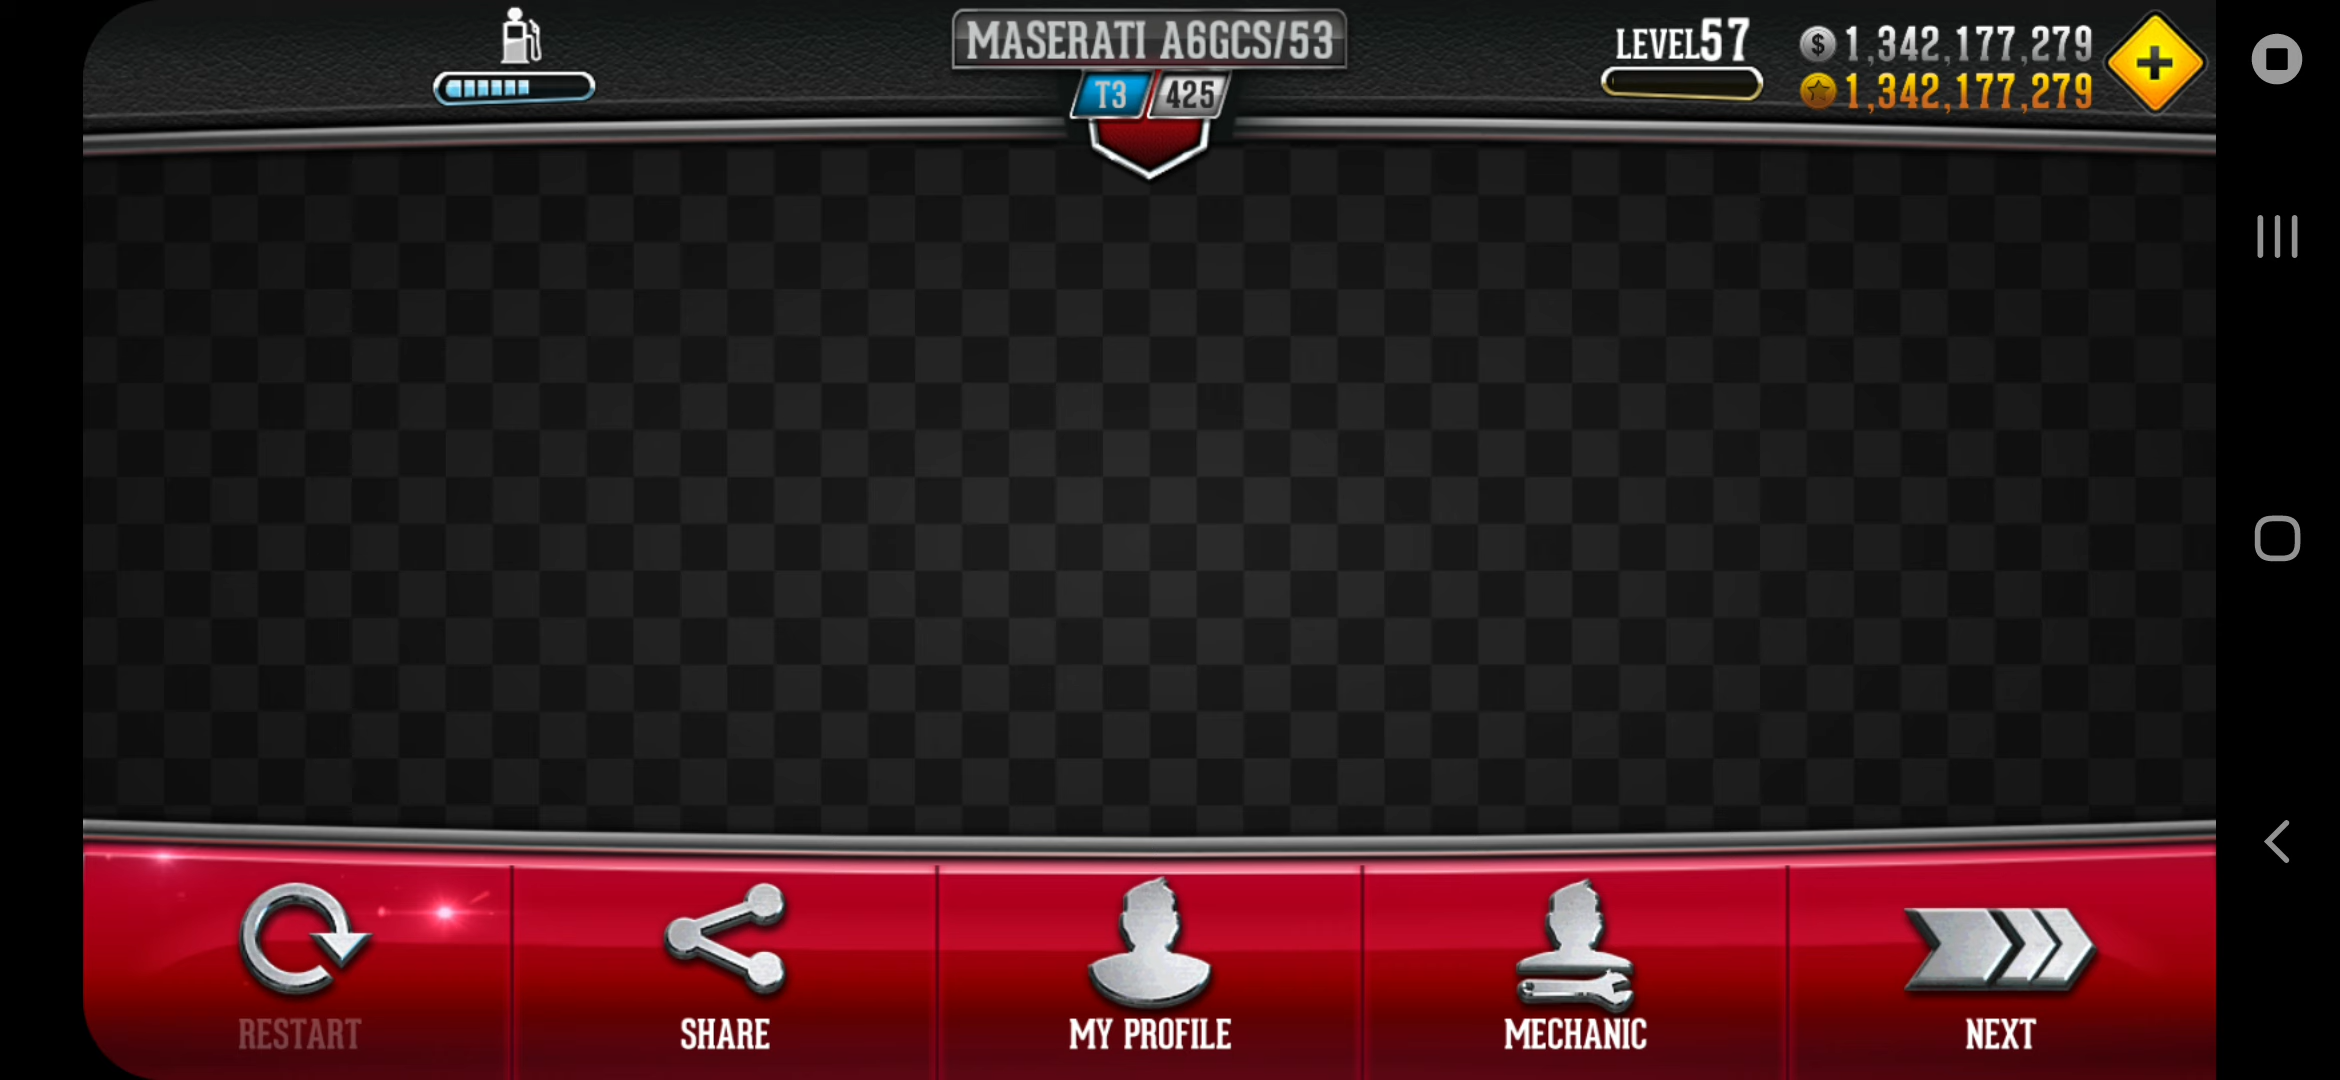 MASERATI A6GCS/53
T3 425
LEVEL57
1,342,177,279
1,342,177,279
RESTART
SHARE
MY PROFILE
MECHANIC
NEXT